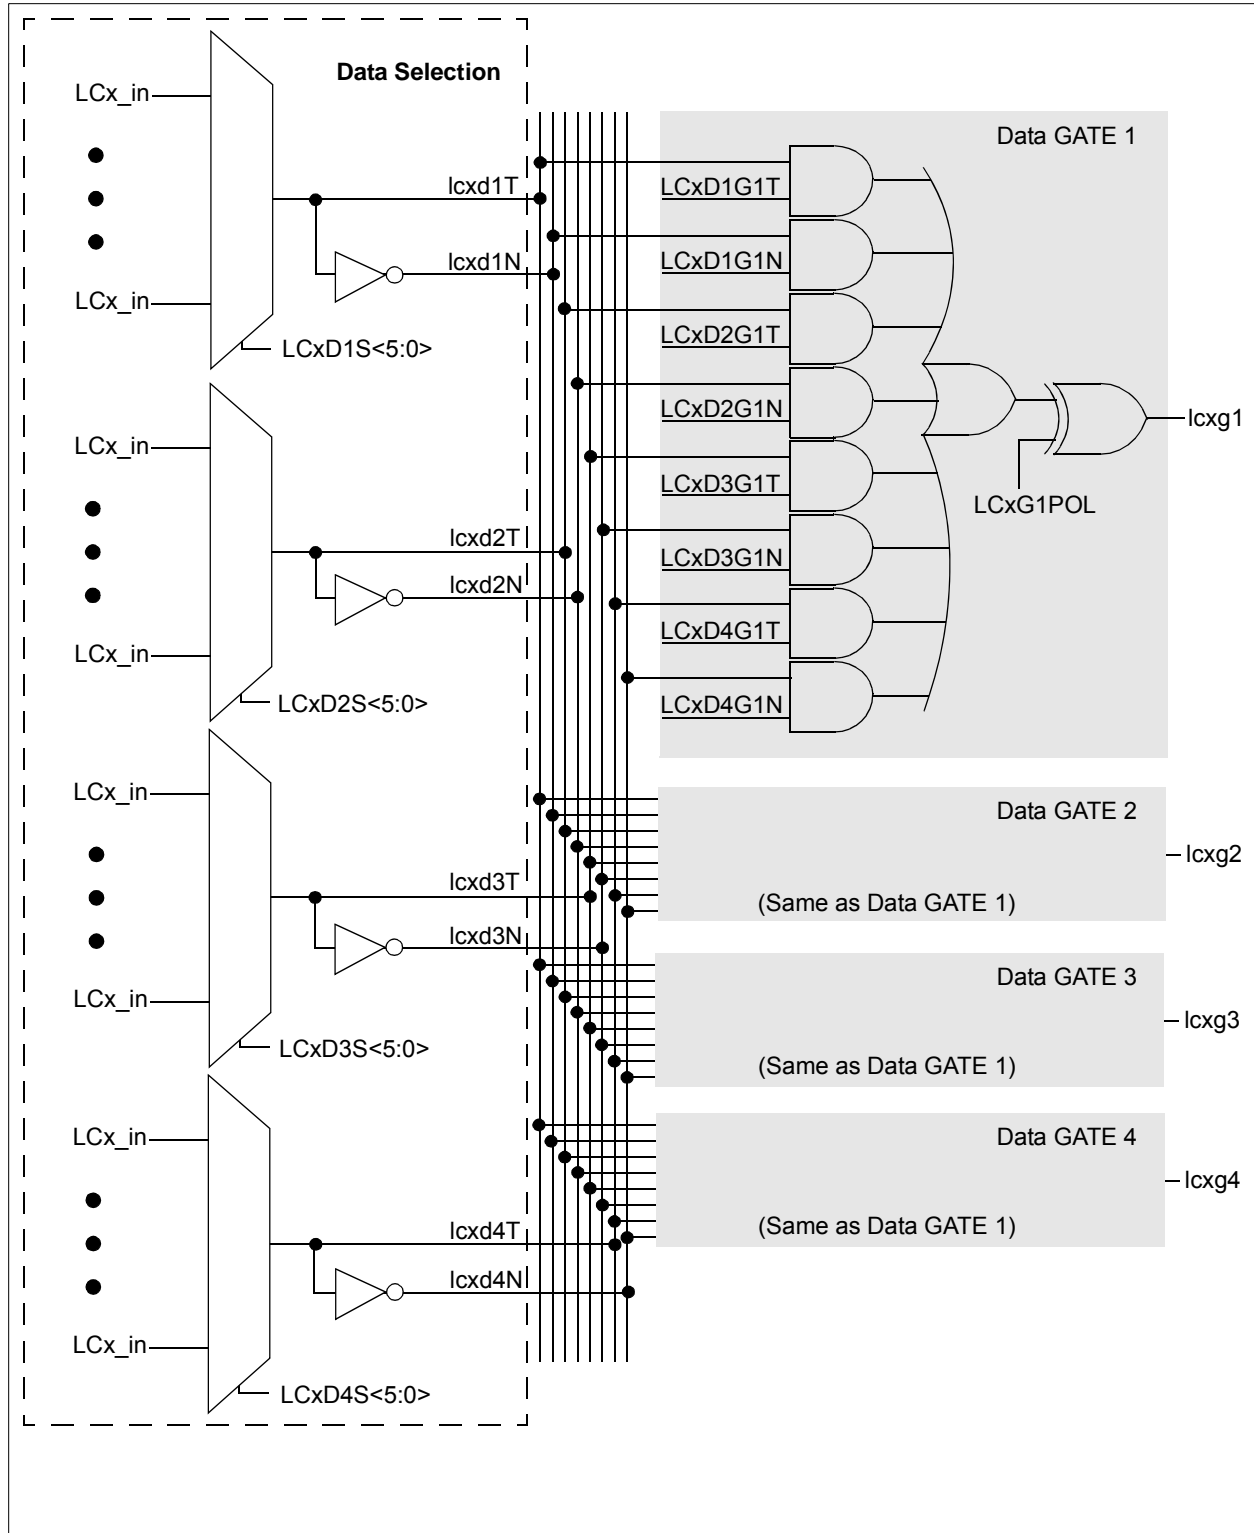 Data Selection
LCx_in
LCx_in
LCxD1S<5:0>
lcxd1T
lcxd1N
LCx_in
LCx_in
LCxD2S<5:0>
lcxd2T
lcxd2N
LCx_in
LCx_in
LCxD3S<5:0>
lcxd3T
lcxd3N
LCx_in
LCx_in
LCxD4S<5:0>
lcxd4T
lcxd4N
Data GATE 1
LCxD1G1T
LCxD1G1N
LCxD2G1T
LCxD2G1N
LCxD3G1T
LCxD3G1N
LCxD4G1T
LCxD4G1N
LCxG1POL
lcxg1
Data GATE 2
(Same as Data GATE 1)
lcxg2
Data GATE 3
(Same as Data GATE 1)
lcxg3
Data GATE 4
(Same as Data GATE 1)
lcxg4